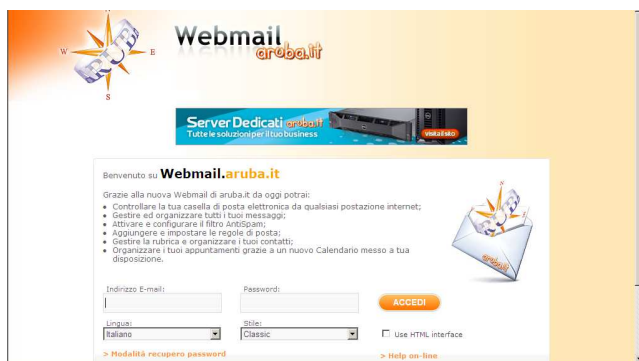 W E
S
Webmail
aruba.it
Server Dedicati aruba.it
Tutte le soluzioni per il tuo business
visita il sito
Benvenuto su Webmail.aruba.it
Grazie alla nuova Webmail di aruba.it da oggi potrai:
• Controllare la tua casella di posta elettronica da qualsiasi postazione internet;
• Gestire ed organizzare tutti i tuoi messaggi;
• Attivare e configurare il filtro AntiSpam;
• Aggiungere e impostare le regole di posta;
• Gestire la rubrica e organizzare i tuoi contatti;
• Organizzare i tuoi appuntamenti grazie a un nuovo Calendario messo a tua
disposizione.
N
aruba.it
Indirizzo E-mail: Password:
ACCEDI
Lingua: Stile:
Italiano Classic Use HTML interface
> Modalità recupero password > Help on-line